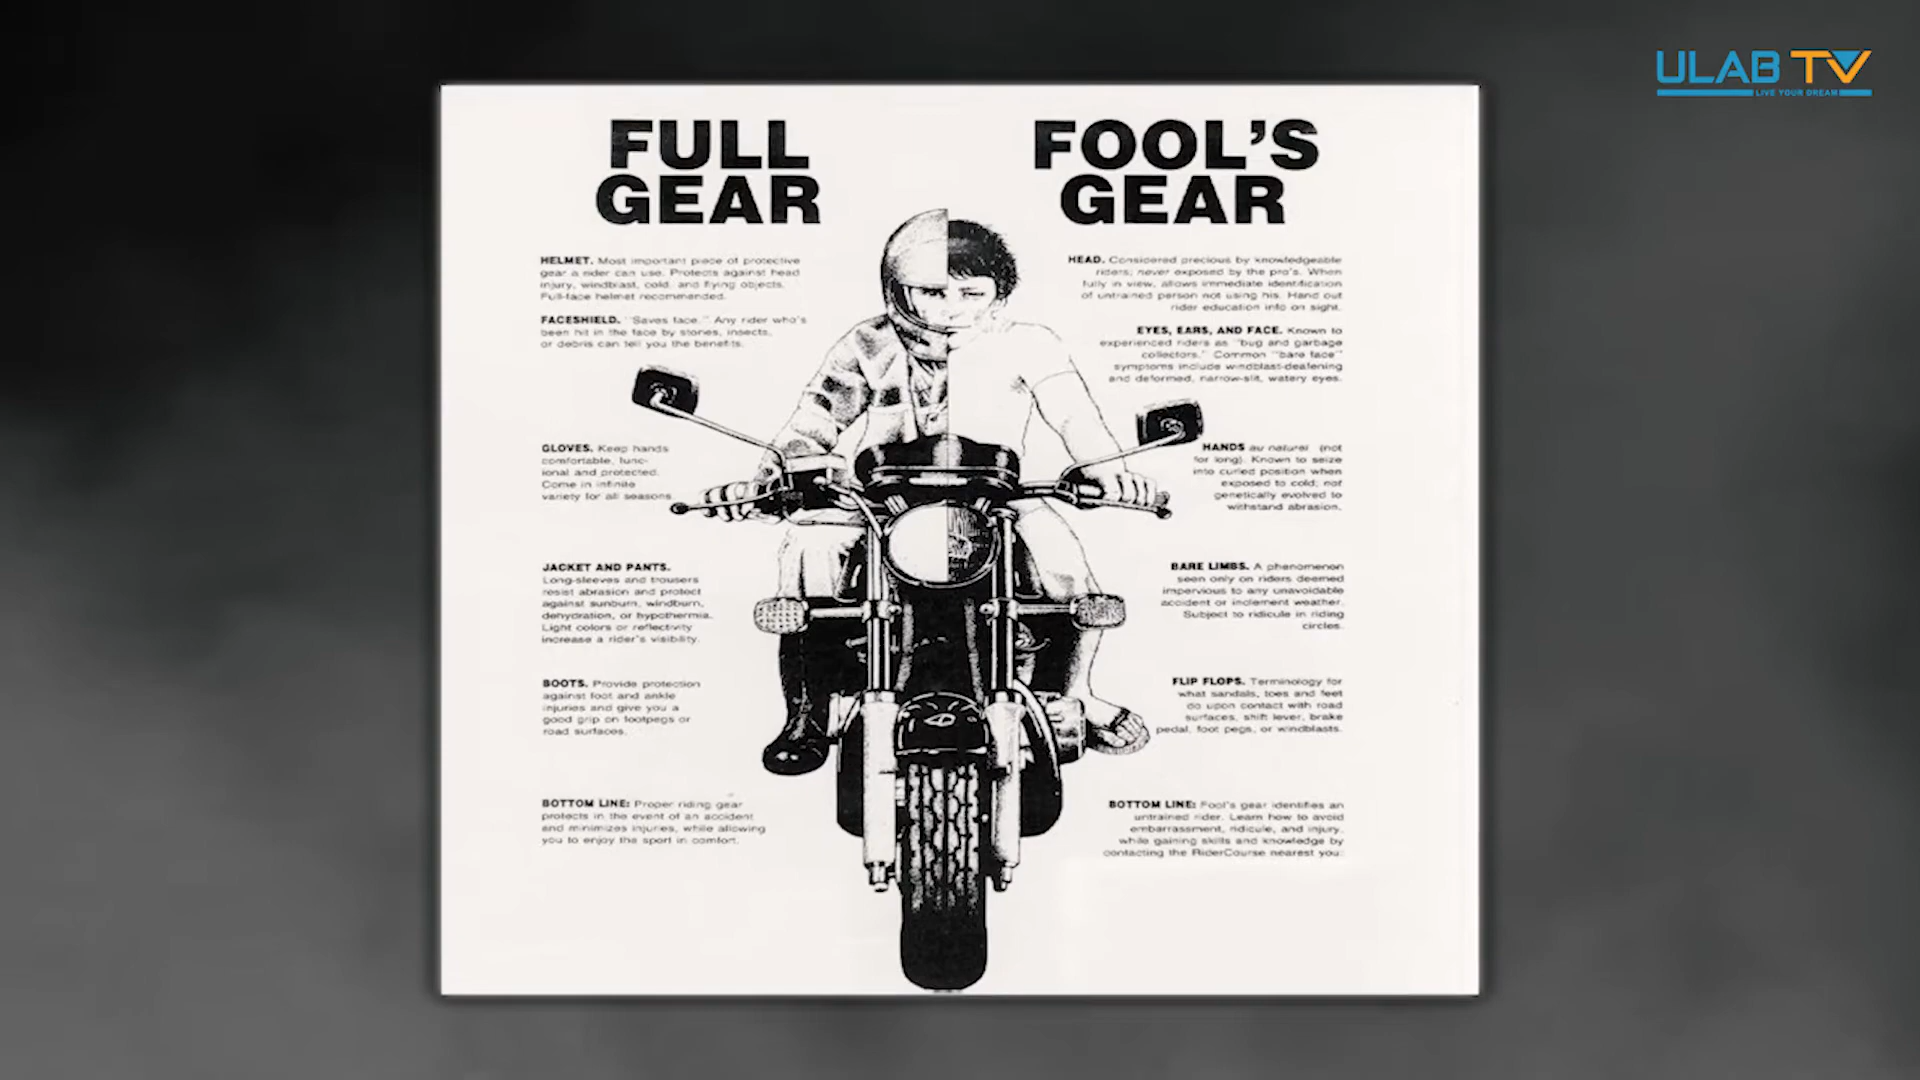 ULAB TV
LIVE YOUR DREAM
FULL
GEAR
HELMET. Most important piece of protective
gear a rider can use. Protects against head
injury, windblast, cold, and flying objects.
Full-face helmet recommended.
FACESHIELD. "Saves face." Any rider who's
been hit in the face by stones, insects,
or debris can tell you the benefits.
GLOVES. Keep hands
comfortable, func-
ional and protected.
Come in infinite
variety for all seasons
JACKET AND PANTS.
Long-sleeves and trousers
resist abrasion and protect
against sunburn, windburn,
dehydration, or hypothermia.
Light colors or reflectivity
increase a rider's visibility.
BOOTS. Provide protection
against foot and ankle
injuries and give you a
good grip on footpegs or
road surfaces.
BOTTOM LINE: Proper riding gear
protects in the event of an accident
and minimizes injuries, while allowing
you to enjoy the sport in comfort.
FOOL'S
GEAR
HEAD. Considered precious by knowledgeable
riders; never exposed by the pro's. When
fully in view, allows immediate identification
of untrained person not using his. Hand out
rider education info on sight.
EYES, EARS, AND FACE. Known to
experienced riders as "bug and garbage
collectors." Common "bare face"
symptoms include windblast-deafening
and deformed, narrow-slit, watery eyes.
HANDS au naturel (not
for long). Known to seize
into curled position when
exposed to cold; not
genetically evolved to
withstand abrasion.
BARE LIMBS. A phenomenon
seen only on riders deemed
impervious to any unavoidable
accident or inclement weather.
Subject to ridicule in riding
circles.
FLIP FLOPS. Terminology for
what sandals, toes and feet
do upon contact with road
surfaces, shift lever, brake
pedal, foot pegs, or windblasts.
BOTTOM LINE: Fool's gear identifies an
untrained rider. Learn how to avoid
embarrassment, ridicule, and injury,
while gaining skills and knowledge by
contacting the RiderCourse nearest you: